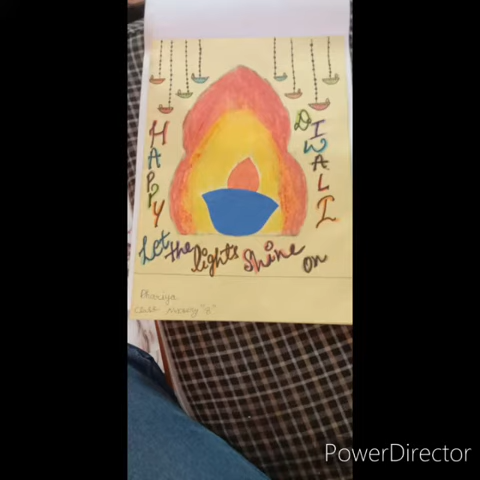 HAPPY
DIWALI
Let the lights Shine on
"B"
PowerDirector